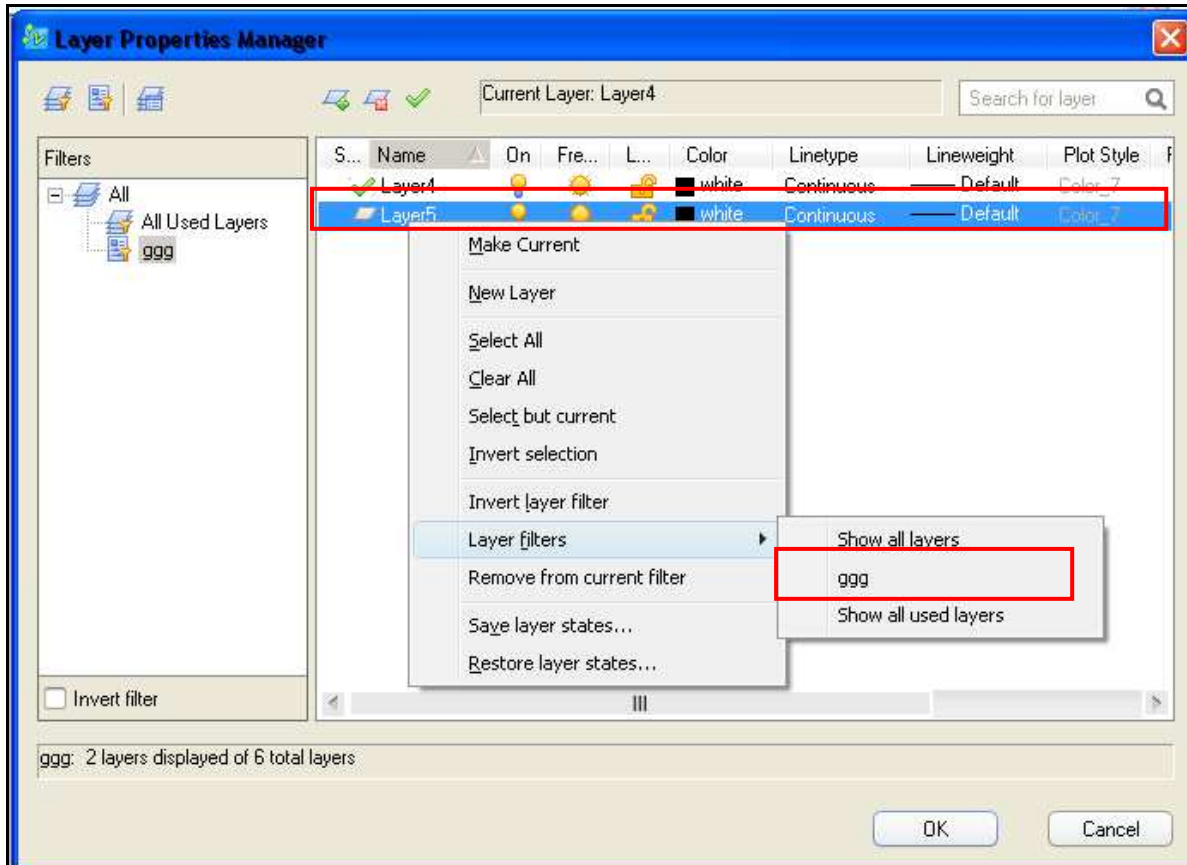 Layer Properties Manager
Current Layer: Layer4
Search for layer
Filters
All
All Used Layers
ggg
Invert filter
S... Name On Fre... L... Color Linetype Lineweight Plot Style
Layer4 white Continuous Default Color_7
Layer5 white Continuous Default Color_7
Make Current
New Layer
Select All
Clear All
Select but current
Invert selection
Invert layer filter
Layer filters
Remove from current filter
Save layer states...
Restore layer states...
Show all layers
ggg
Show all used layers
ggg: 2 layers displayed of 6 total layers
OK Cancel